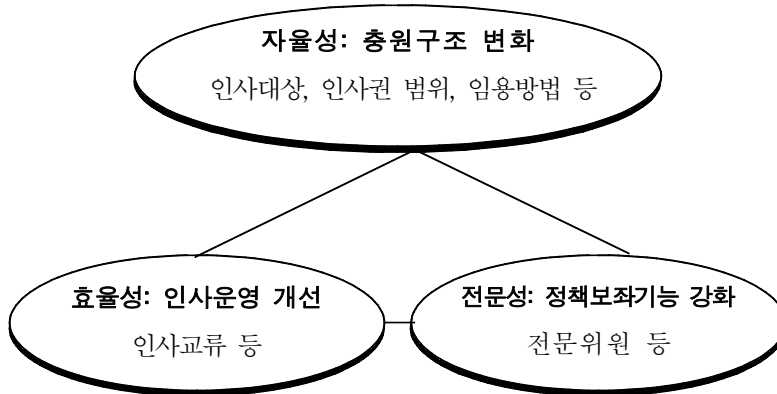 자율성: 충원구조 변화
인사대상, 인사권 범위, 임용방법 등
효율성: 인사운영 개선
인사교류 등
전문성: 정책보좌기능 강화
전문위원 등